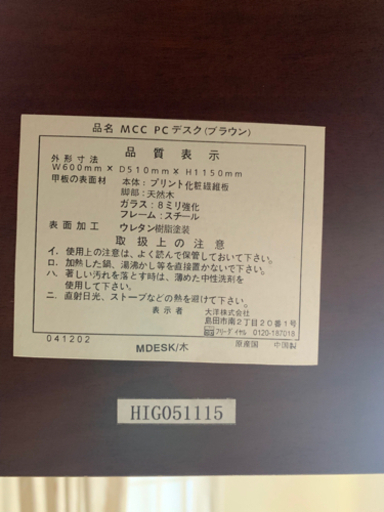 品名 MCC PCデスク(ブラウン)
品質表示
外形寸法
W600mm × D510mm × H1150mm
甲板の表面材 本体: プリント化粧繊維板
脚部: 天然木
ガラス: 8ミリ強化
フレーム: スチール
表面加工 ウレタン樹脂塗装
取扱上の注意
イ. 使用上の注意は、よく読んで保管しておいて下さい。
ロ. 加熱した鍋、湯沸かし等を直接置かないで下さい。
ハ. 著しい汚れを落とす時は、薄めた中性洗剤を
使用して下さい。
ニ. 直射日光、ストーブなどの熱を避けて下さい。
表示者 大洋株式会社
島田市南2丁目20番1号
フリーダイヤル 0120-187018
041202 MDESK/木 原産国 中国製
HIG051115